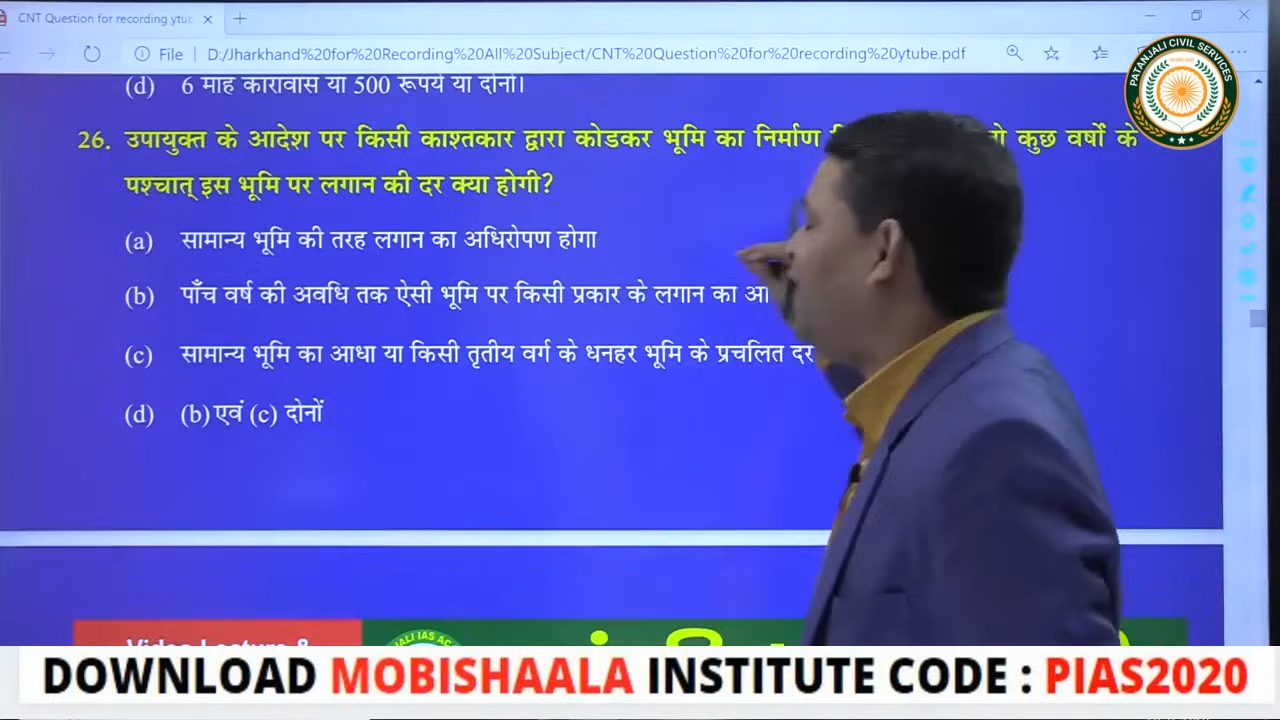 CNT Question for recording ytub
File D:/Jharkhand%20for%20Recording%20All%20Subject/CNT%20Question%20for%20recording%20ytube.pdf
PATANJALI CIVIL SERVICES
(d) 6 माह कारावास या 500 रूपये या दोनों।
26. उपायुक्त के आदेश पर किसी काश्तकार द्वारा कोडकर भूमि का निर्माण कुछ वर्षों के
पश्चात् इस भूमि पर लगान की दर क्या होगी?
(a) सामान्य भूमि की तरह लगान का अधिरोपण होगा
(b) पाँच वर्ष की अवधि तक ऐसी भूमि पर किसी प्रकार के लगान का
(c) सामान्य भूमि का आधा या किसी तृतीय वर्ग के धनहर भूमि के प्रचलित दर
(d) (b) एवं (c) दोनों
DOWNLOAD MOBISHAALA INSTITUTE CODE : PIAS2020